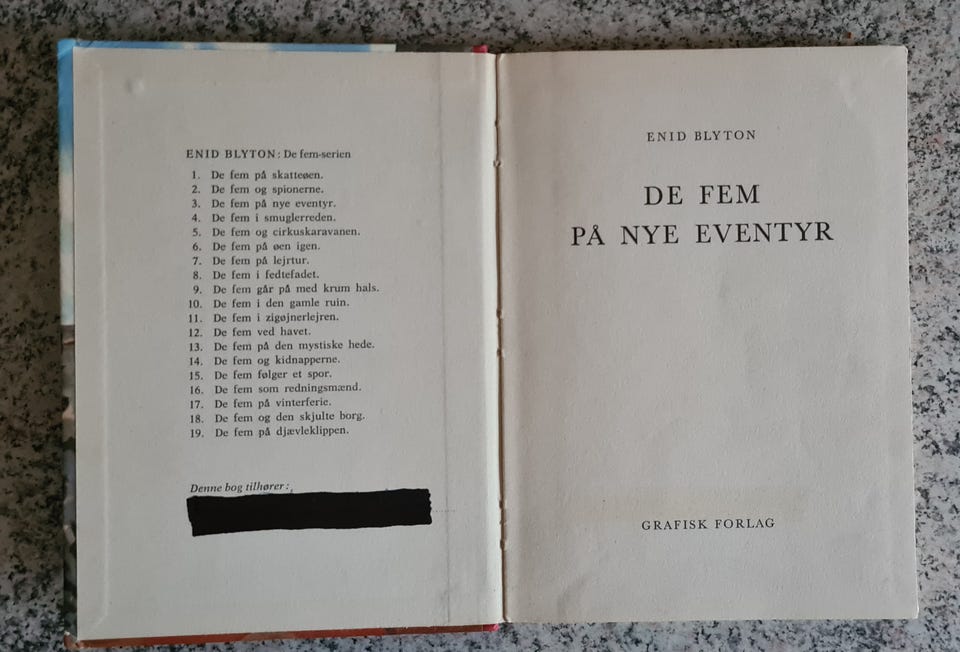 ENID BLYTON: De fem-serien
1. De fem på skatteøen.
2. De fem og spionerne.
3. De fem på nye eventyr.
4. De fem i smuglerreden.
5. De fem og cirkuskaravanen.
6. De fem på øen igen.
7. De fem på lejrtur.
8. De fem i fedtefadet.
9. De fem går på med krum hals.
10. De fem i den gamle ruin.
11. De fem i zigøjnerlejren.
12. De fem ved havet.
13. De fem på den mystiske hede.
14. De fem og kidnapperne.
15. De fem følger et spor.
16. De fem som redningsmænd.
17. De fem på vinterferie.
18. De fem og den skjulte borg.
19. De fem på djævleklippen.
Denne bog tilhører:
ENID BLYTON
DE FEM
PÅ NYE EVENTYR
GRAFISK FORLAG